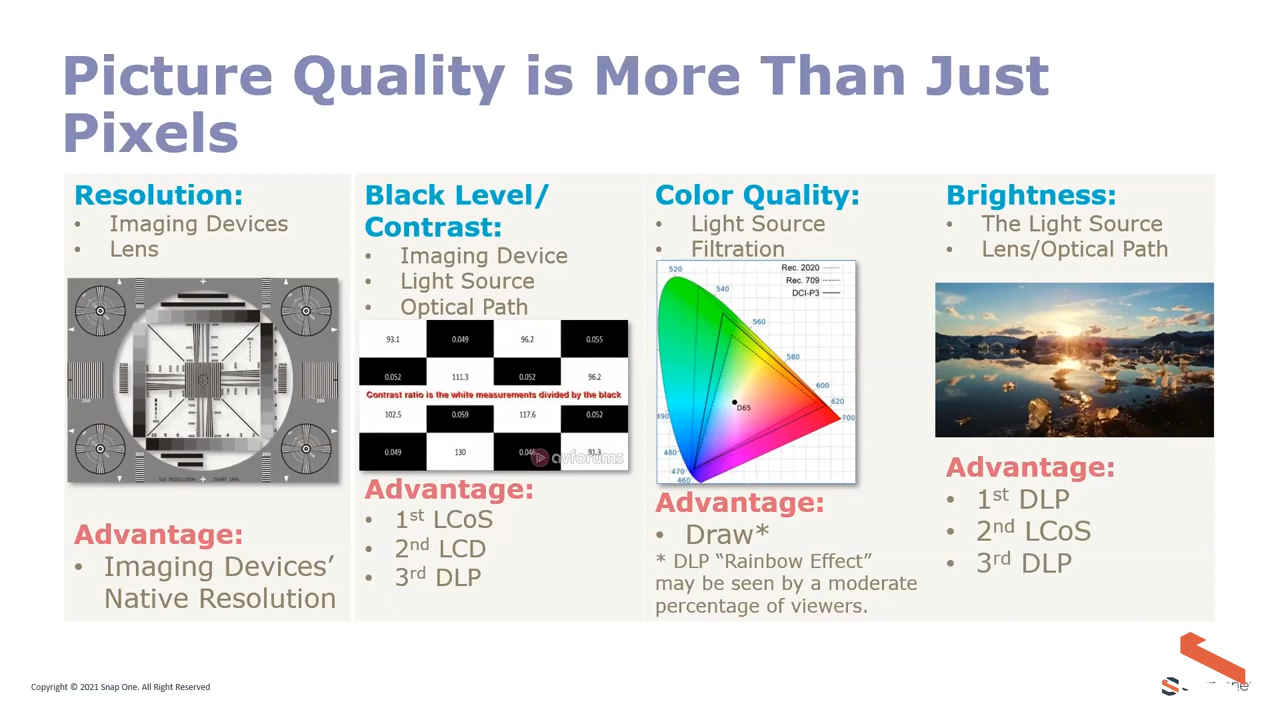 Picture Quality is More Than Just
Pixels
Resolution:
• Imaging Devices
• Lens
Advantage:
• Imaging Devices’
Native Resolution
Black Level/
Contrast:
• Imaging Device
• Light Source
• Optical Path
93.1 0.049 96.2 0.055
0.052 111.3 0.052 96.2
Contrast ratio is the white measurements divided by the black
102.5 0.059 117.6 0.052
0.049 130 0.046 91.3
avforums
Advantage:
• 1st LCoS
• 2nd LCD
• 3rd DLP
Color Quality:
• Light Source
• Filtration
520
Rec. 2020
Rec. 709
DCI-P3
540
560
580
600
620
700
D65
490
480
470
460
Advantage:
• Draw*
* DLP “Rainbow Effect”
may be seen by a moderate
percentage of viewers.
Brightness:
• The Light Source
• Lens/Optical Path
Advantage:
• 1st DLP
• 2nd LCoS
• 3rd DLP
Copyright © 2021 Snap One. All Right Reserved